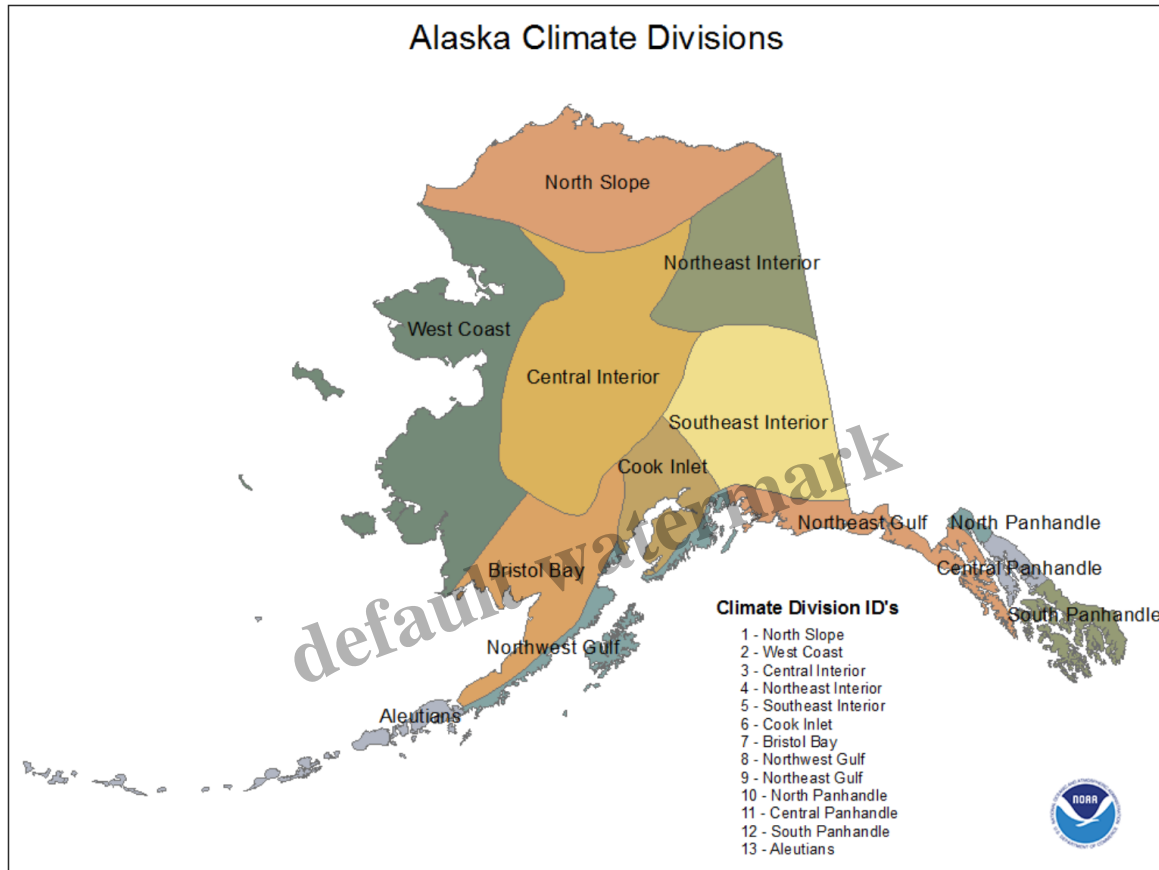 Alaska Climate Divisions
North Slope
Northeast Interior
West Coast
Central Interior
Southeast Interior
Cook Inlet
Northeast Gulf
North Panhandle
Central Panhandle
Bristol Bay
South Panhandle
Northwest Gulf
Aleutians
default watermark
Climate Division ID's
1 - North Slope
2 - West Coast
3 - Central Interior
4 - Northeast Interior
5 - Southeast Interior
6 - Cook Inlet
7 - Bristol Bay
8 - Northwest Gulf
9 - Northeast Gulf
10 - North Panhandle
11 - Central Panhandle
12 - South Panhandle
13 - Aleutians
NOAA